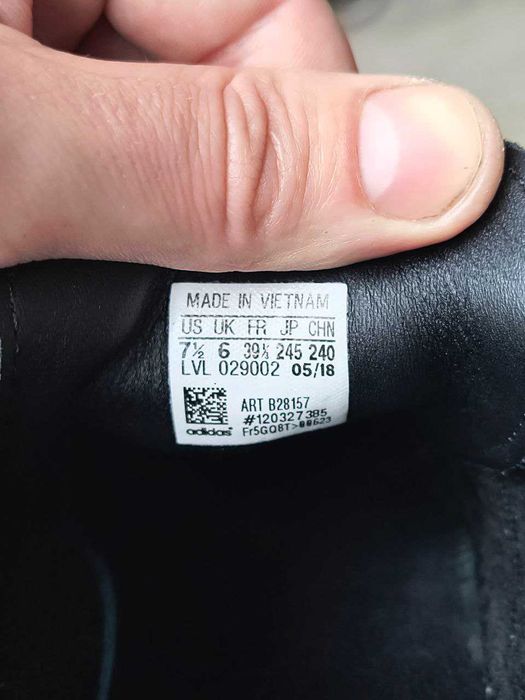 MADE IN VIETNAM
US UK FR JP CHN
7½ 6 39⅓ 245 240
LVL 029002 05/18
ART B28157
#120327385
adidas